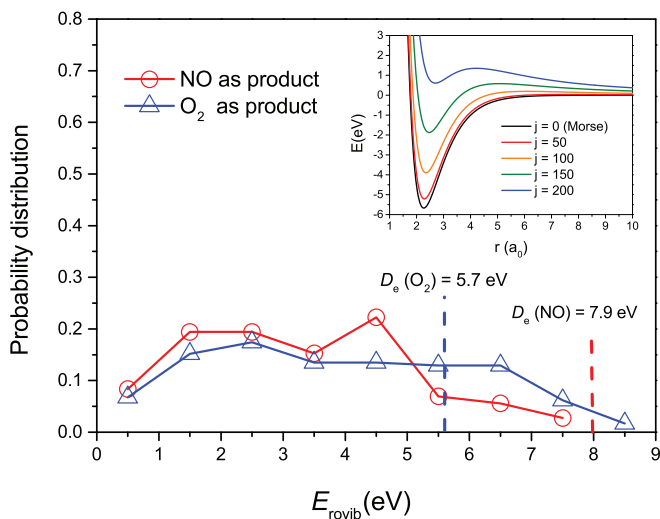 0.8
0.7
0.6
0.5
0.4
0.3
0.2
0.1
0.0
Probability distribution
NO as product
O₂ as product
3
2
1
0
-1
-2
-3
-4
-5
-6
E(eV)
j = 0 (Morse)
j = 50
j = 100
j = 150
j = 200
1 2 3 4 5 6 7 8 9 10
r (a₀)
Dₑ (O₂) = 5.7 eV
Dₑ (NO) = 7.9 eV
0 1 2 3 4 5 6 7 8 9
E_rovib(eV)